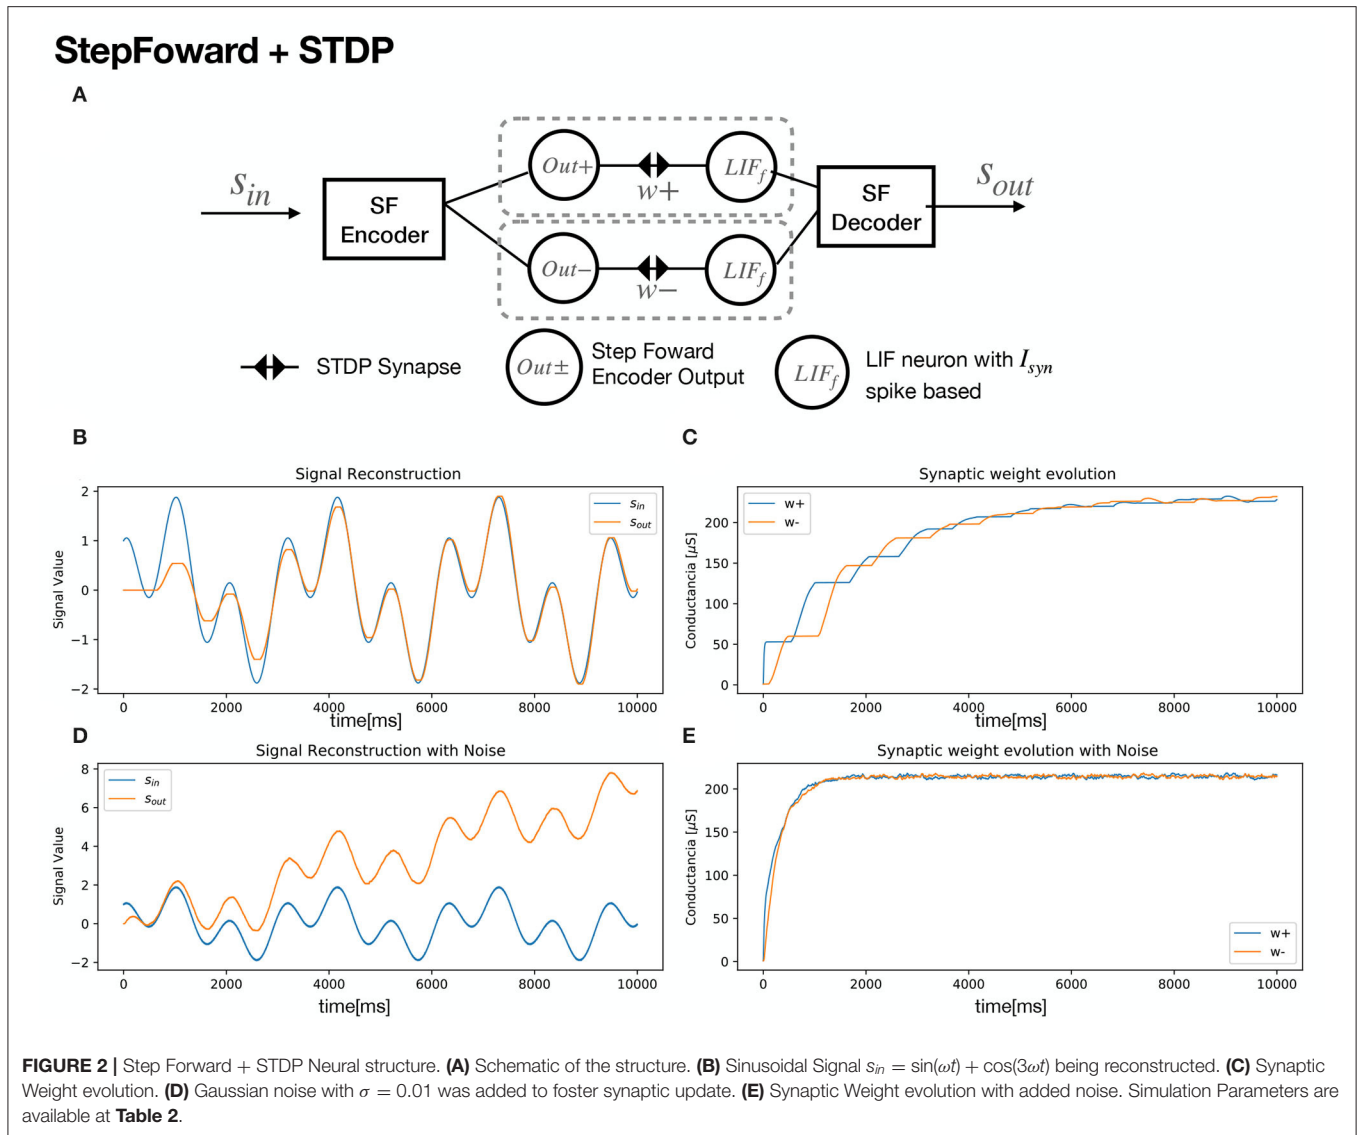 StepFoward + STDP
A
S_in
SF
Encoder
Out+
w+
LIF_f
Out−
w−
LIF_f
SF
Decoder
S_out
STDP Synapse
Out±
Step Foward
Encoder Output
LIF_f
LIF neuron with I_syn
spike based
B
Signal Reconstruction
Signal Value
2
1
0
−1
−2
s_in
s_out
0 2000 4000 6000 8000 10000
time[ms]
C
Synaptic weight evolution
Conductancia [μS]
200
150
100
50
0
w+
w-
0 2000 4000 6000 8000 10000
time[ms]
D
Signal Reconstruction with Noise
Signal Value
8
6
4
2
0
−2
s_in
s_out
0 2000 4000 6000 8000 10000
time[ms]
E
Synaptic weight evolution with Noise
Conductancia [μS]
200
150
100
50
0
w+
w-
0 2000 4000 6000 8000 10000
time[ms]
FIGURE 2 | Step Forward + STDP Neural structure. (A) Schematic of the structure. (B) Sinusoidal Signal s_in = sin(ωt) + cos(3ωt) being reconstructed. (C) Synaptic
Weight evolution. (D) Gaussian noise with σ = 0.01 was added to foster synaptic update. (E) Synaptic Weight evolution with added noise. Simulation Parameters are
available at Table 2.